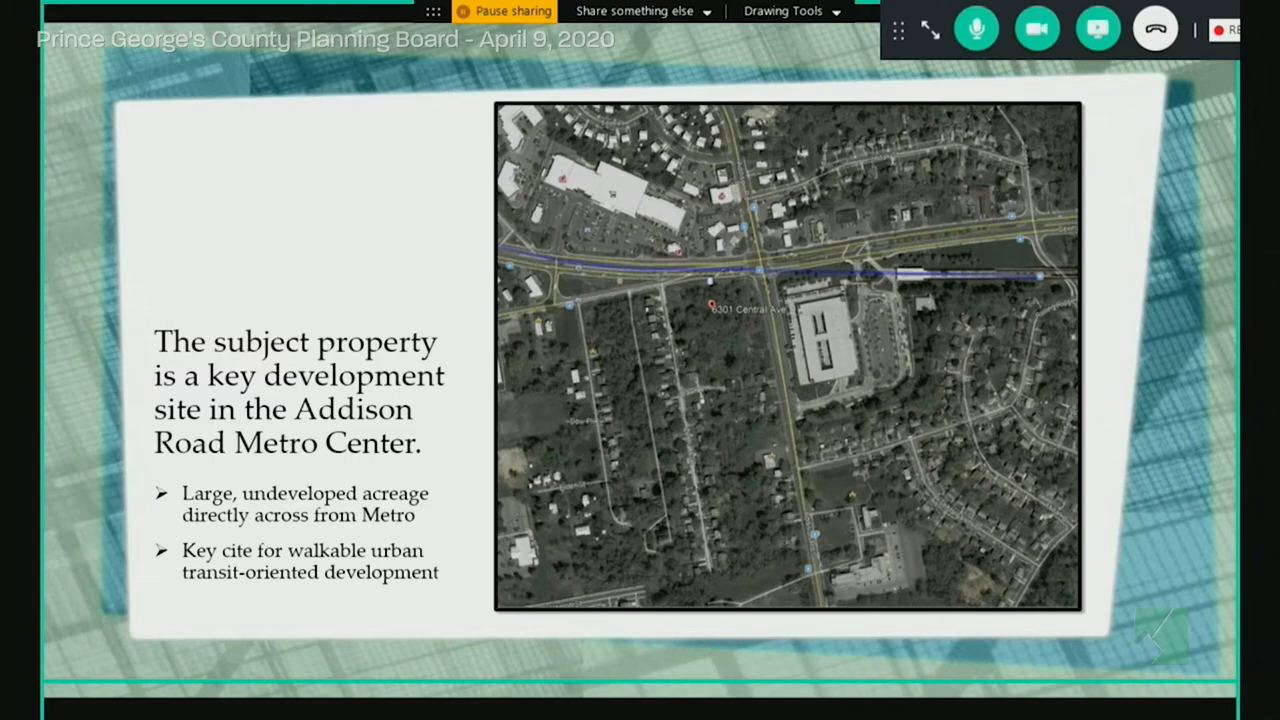 Pause sharing
Share something else
Drawing Tools
Prince George's County Planning Board - April 9, 2020
The subject property
is a key development
site in the Addison
Road Metro Center.
Large, undeveloped acreage
directly across from Metro
Key cite for walkable urban
transit-oriented development
6301 Central Ave